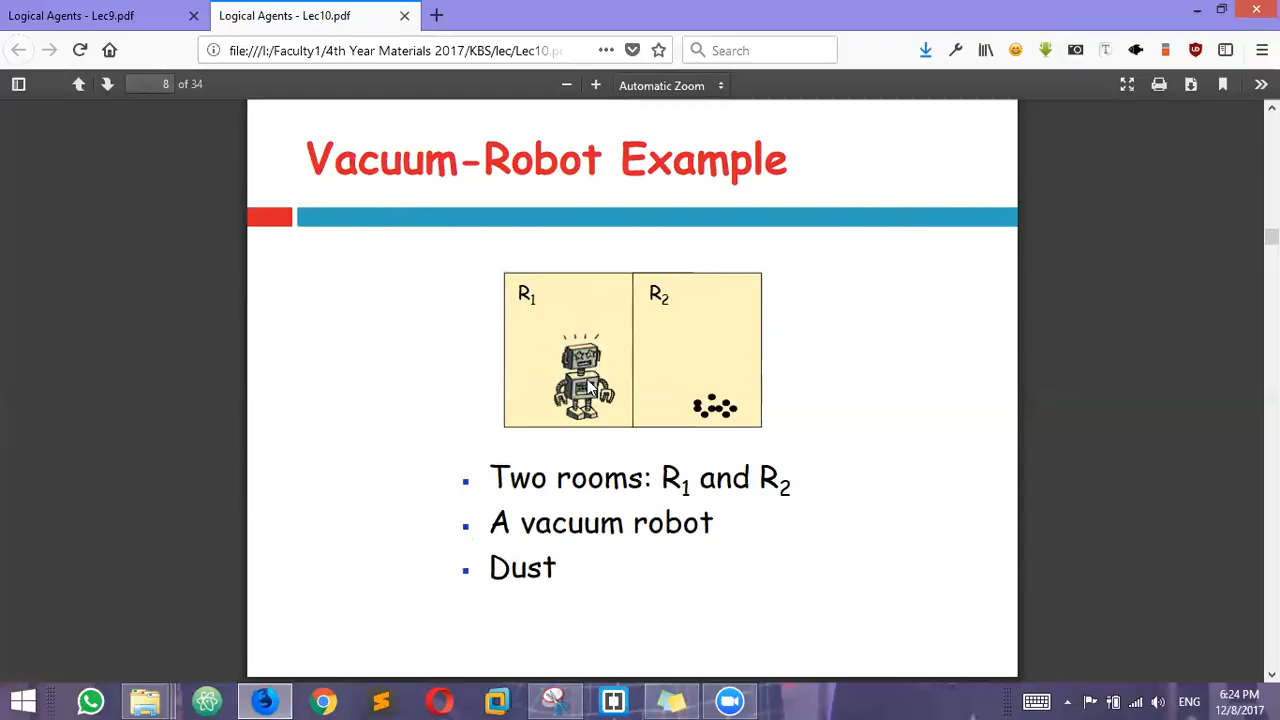 Logical Agents - Lec9.pdf
Logical Agents - Lec10.pdf
file:///I:/Faculty1/4th Year Materials 2017/KBS/lec/Lec10.p
Search
8 of 34
Automatic Zoom
Vacuum-Robot Example
R1
R2
▪ Two rooms: R1 and R2
▪ A vacuum robot
▪ Dust
ENG
6:24 PM
12/8/2017